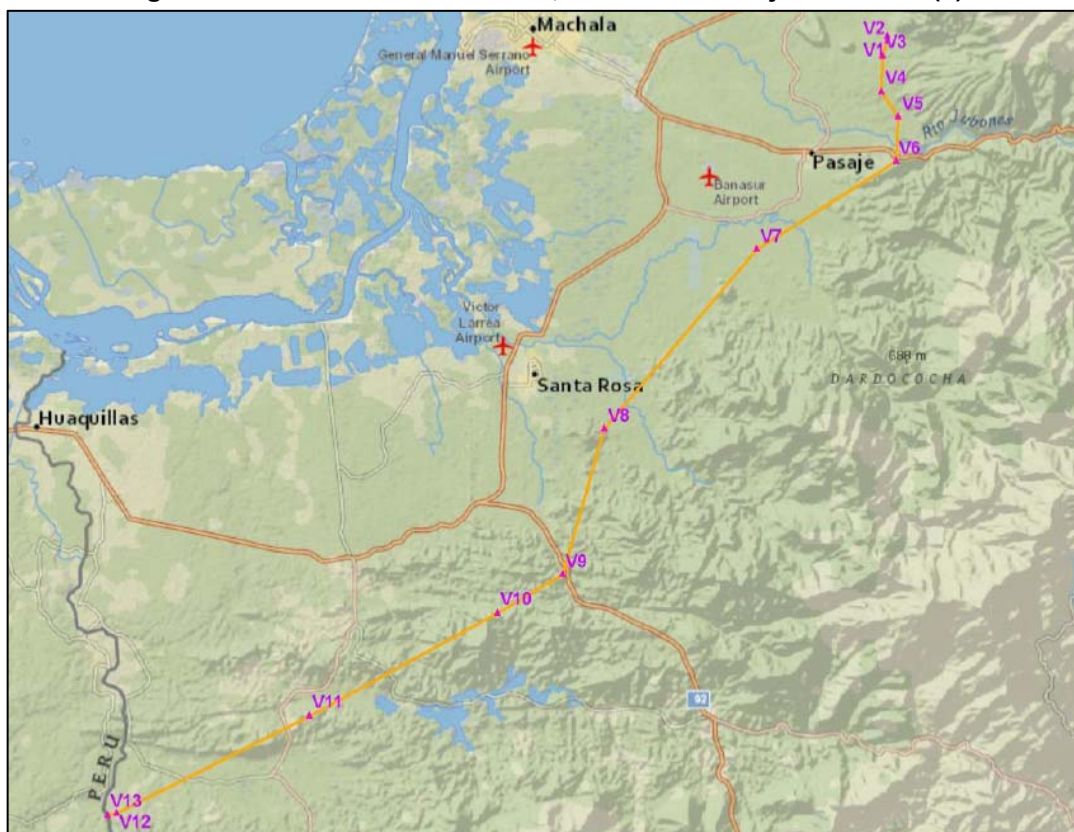 Machala
General Manuel Serrano
Airport
V2
V3
V1
V4
V5
Rio Jubones
V6
Pasaje
Banasur
Airport
V7
Victor
Larrea
Airport
688 m
DARDOCOCHA
Santa Rosa
Huaquillas
V8
V9
V10
92
V11
PERU
V13
V12